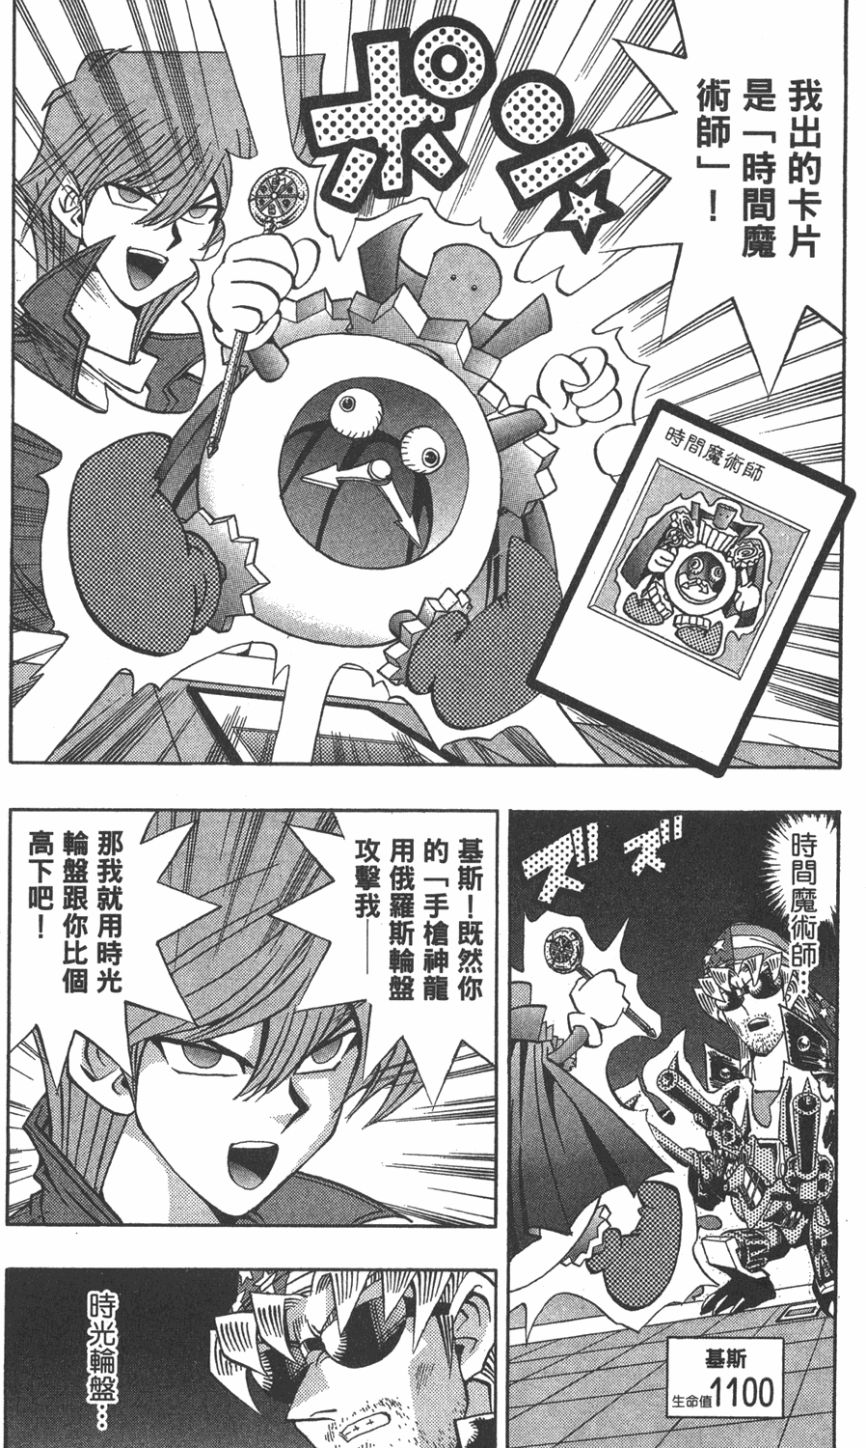 我出的卡片
是「時間魔
術師」！
ポン☆
時間魔術師
時間魔術師…
ズズ
基斯
生命值1100
基斯！既然你
的「手槍神龍
用俄羅斯輪盤
攻擊我——
那我就用時光
輪盤跟你比個
高下吧！
時光輪盤…